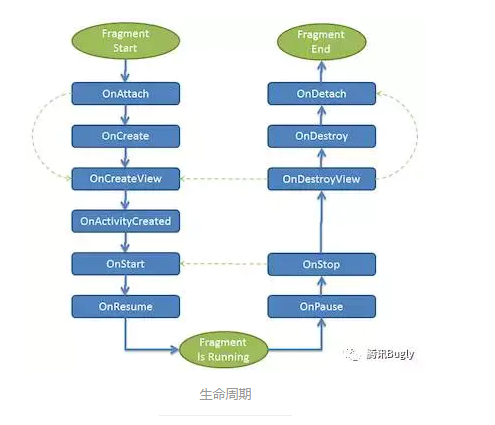 Fragment
Start
OnAttach
OnCreate
OnCreateView
OnActivityCreated
OnStart
OnResume
Fragment
Is Running
Fragment
End
OnDetach
OnDestroy
OnDestroyView
OnStop
OnPause
腾讯Bugly
生命周期